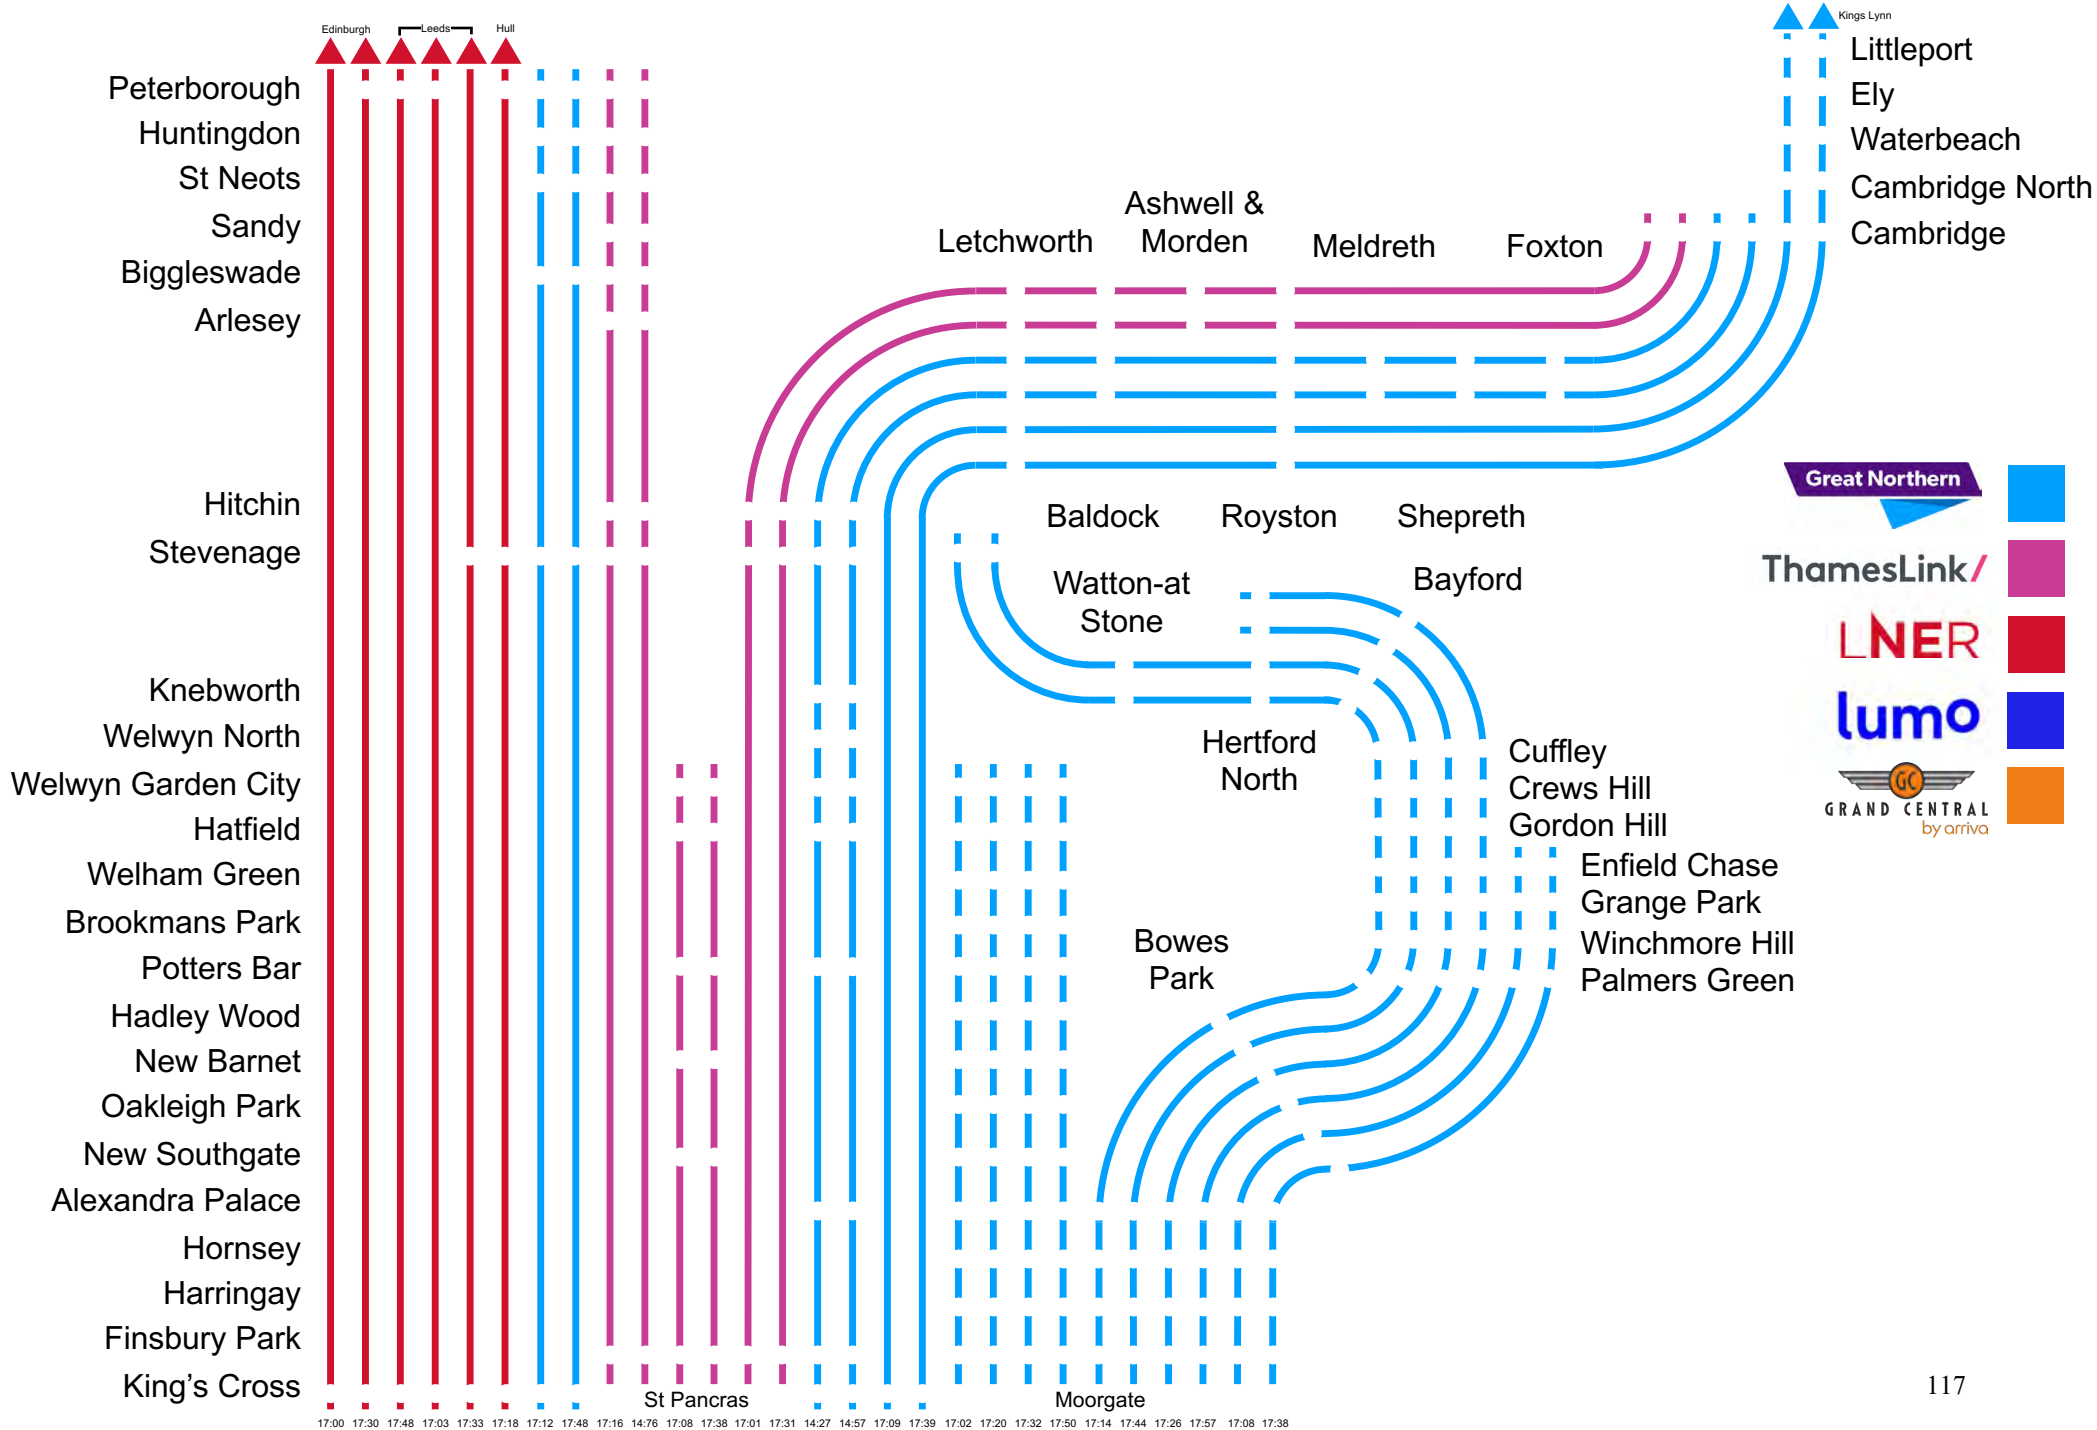 Edinburgh
Leeds
Hull
Kings Lynn
Littleport
Ely
Waterbeach
Cambridge North
Cambridge
Peterborough
Huntingdon
St Neots
Sandy
Biggleswade
Arlesey
Hitchin
Stevenage
Knebworth
Welwyn North
Welwyn Garden City
Hatfield
Welham Green
Brookmans Park
Potters Bar
Hadley Wood
New Barnet
Oakleigh Park
New Southgate
Alexandra Palace
Hornsey
Harringay
Finsbury Park
King's Cross
Letchworth
Ashwell &
Morden
Meldreth
Foxton
Baldock
Royston
Shepreth
Watton-at
Stone
Bayford
Hertford
North
Cuffley
Crews Hill
Gordon Hill
Enfield Chase
Grange Park
Winchmore Hill
Palmers Green
Bowes
Park
Great Northern
ThamesLink/
LNER
lumo
GC
GRAND CENTRAL
by arriva
St Pancras
Moorgate
17:00 17:30 17:48 17:03 17:33 17:18 17:12 17:48 17:16 14:76 17:08 17:38 17:01 17:31 14:27 14:57 17:09 17:39 17:02 17:20 17:32 17:50 17:14 17:44 17:26 17:57 17:08 17:38
117